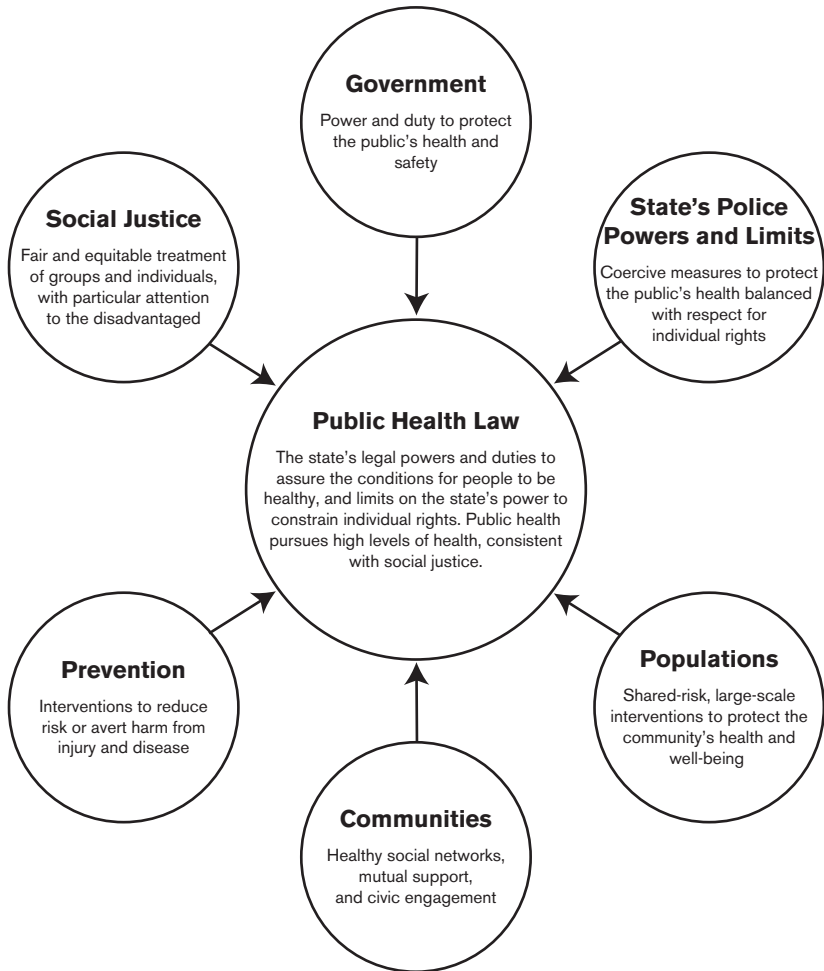 Government
Power and duty to protect
the public’s health and
safety
Social Justice
Fair and equitable treatment
of groups and individuals,
with particular attention
to the disadvantaged
State’s Police
Powers and Limits
Coercive measures to protect
the public’s health balanced
with respect for
individual rights
Public Health Law
The state’s legal powers and duties to
assure the conditions for people to be
healthy, and limits on the state’s power to
constrain individual rights. Public health
pursues high levels of health, consistent
with social justice.
Prevention
Interventions to reduce
risk or avert harm from
injury and disease
Populations
Shared-risk, large-scale
interventions to protect the
community’s health and
well-being
Communities
Healthy social networks,
mutual support,
and civic engagement